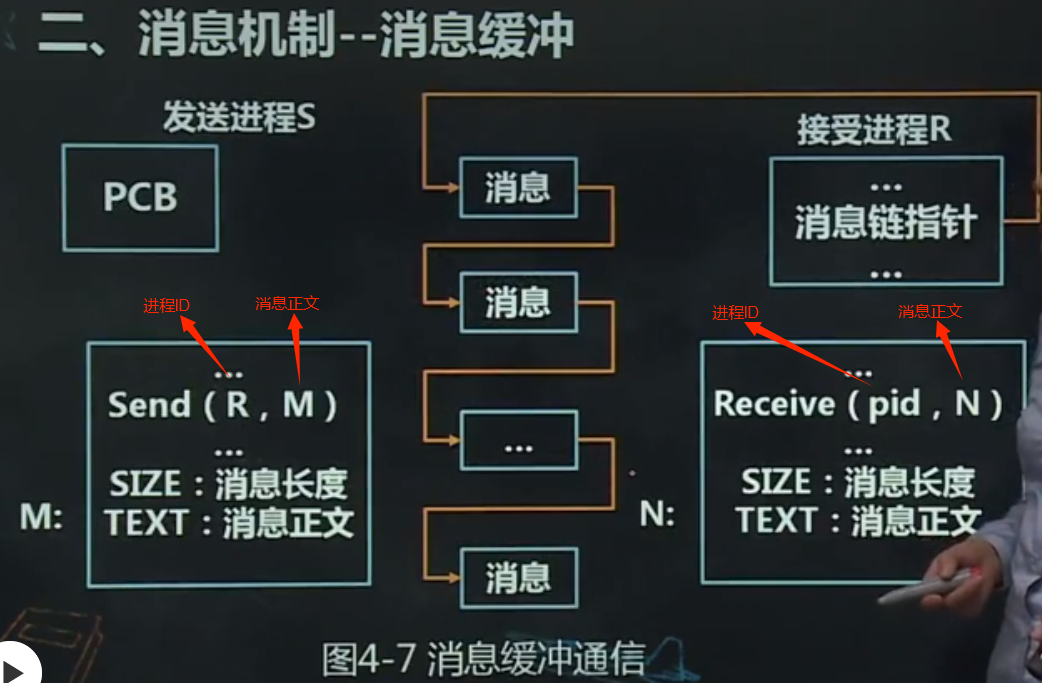 二、消息机制--消息缓冲
发送进程S
接受进程R
PCB
消息
...
消息链指针
...
消息
进程ID
消息正文
进程ID
消息正文
...
Send（R，M）
...
SIZE：消息长度
TEXT：消息正文
M:
...
消息
...
Receive（pid，N）
...
SIZE：消息长度
TEXT：消息正文
N:
图4-7 消息缓冲通信